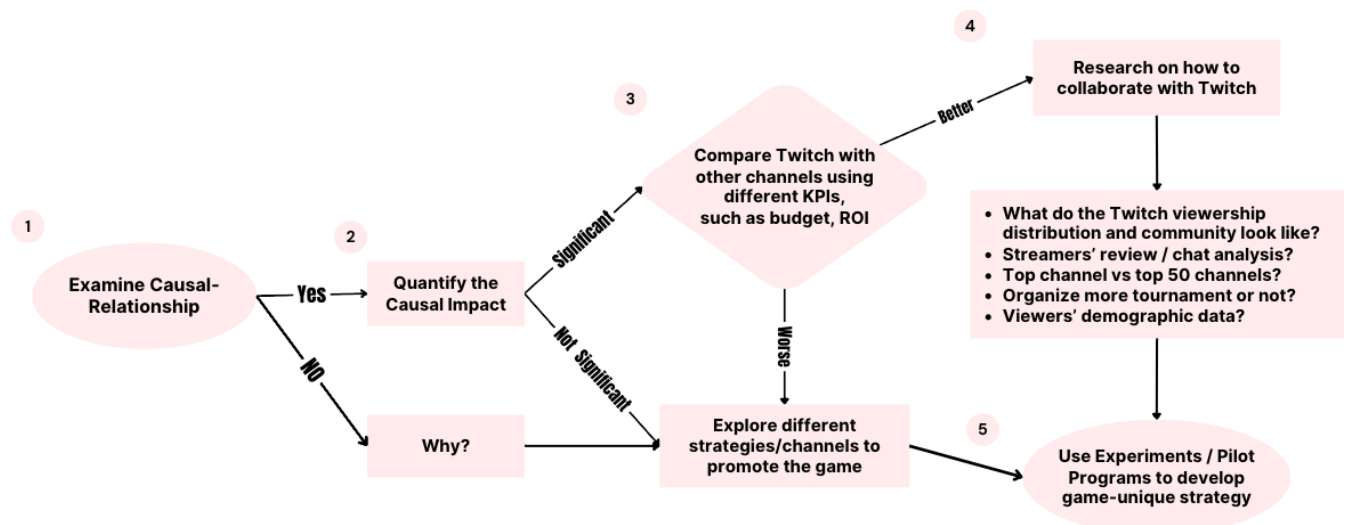 1
Examine Causal-
Relationship
Yes
NO
2
Quantify the
Causal Impact
Why?
Significant
Not Significant
3
Compare Twitch with
other channels using
different KPIs,
such as budget, ROI
Better
Worse
Explore different
strategies/channels to
promote the game
4
Research on how to
collaborate with Twitch
• What do the Twitch viewership
distribution and community look like?
• Streamers' review / chat analysis?
• Top channel vs top 50 channels?
• Organize more tournament or not?
• Viewers' demographic data?
5
Use Experiments / Pilot
Programs to develop
game-unique strategy